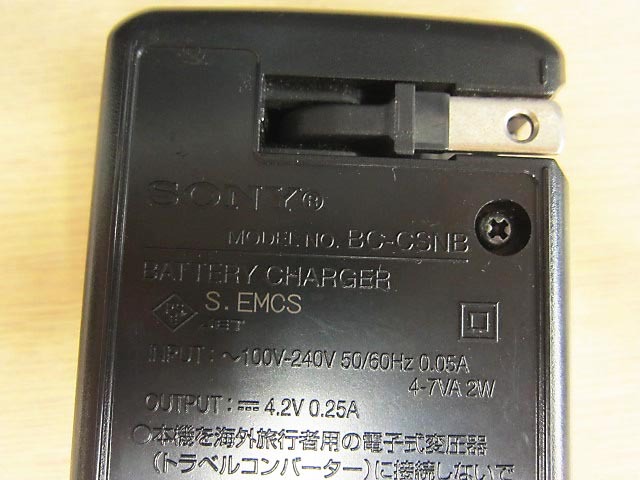 SONY®
MODEL NO. BC-CSNB
BATTERY CHARGER
S.EMCS
JET
INPUT : ～100V-240V 50/60Hz 0.05A
4-7VA 2W
OUTPUT : ⎓ 4.2V 0.25A
○本機を海外旅行者用の電子式変圧器
(トラベルコンバーター)に接続しないで